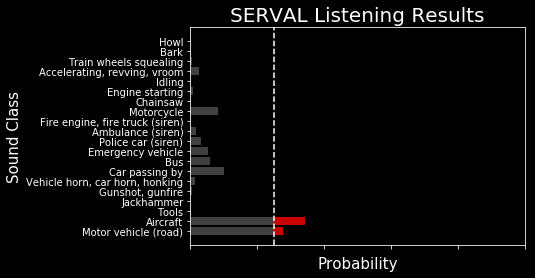 SERVAL Listening Results
Sound Class
Howl
Bark
Train wheels squealing
Accelerating, revving, vroom
Idling
Engine starting
Chainsaw
Motorcycle
Fire engine, fire truck (siren)
Ambulance (siren)
Police car (siren)
Emergency vehicle
Bus
Car passing by
Vehicle horn, car horn, honking
Gunshot, gunfire
Jackhammer
Tools
Aircraft
Motor vehicle (road)
Probability